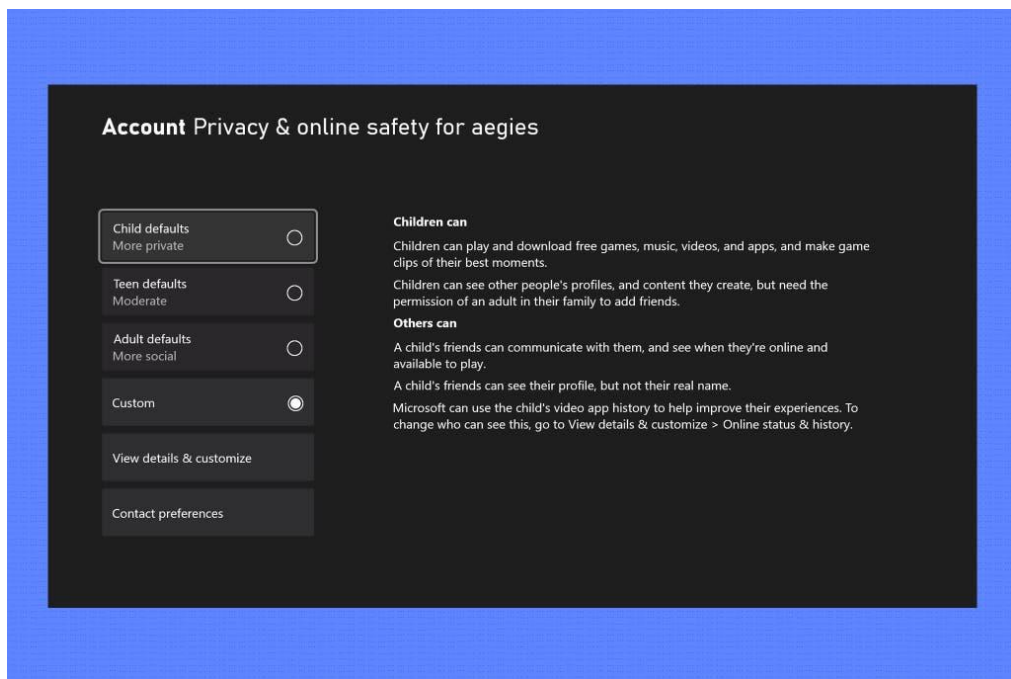 Account Privacy & online safety for aegies
Child defaults
More private
Teen defaults
Moderate
Adult defaults
More social
Custom
View details & customize
Contact preferences
Children can
Children can play and download free games, music, videos, and apps, and make game
clips of their best moments.
Children can see other people's profiles, and content they create, but need the
permission of an adult in their family to add friends.
Others can
A child's friends can communicate with them, and see when they're online and
available to play.
A child's friends can see their profile, but not their real name.
Microsoft can use the child's video app history to help improve their experiences. To
change who can see this, go to View details & customize > Online status & history.